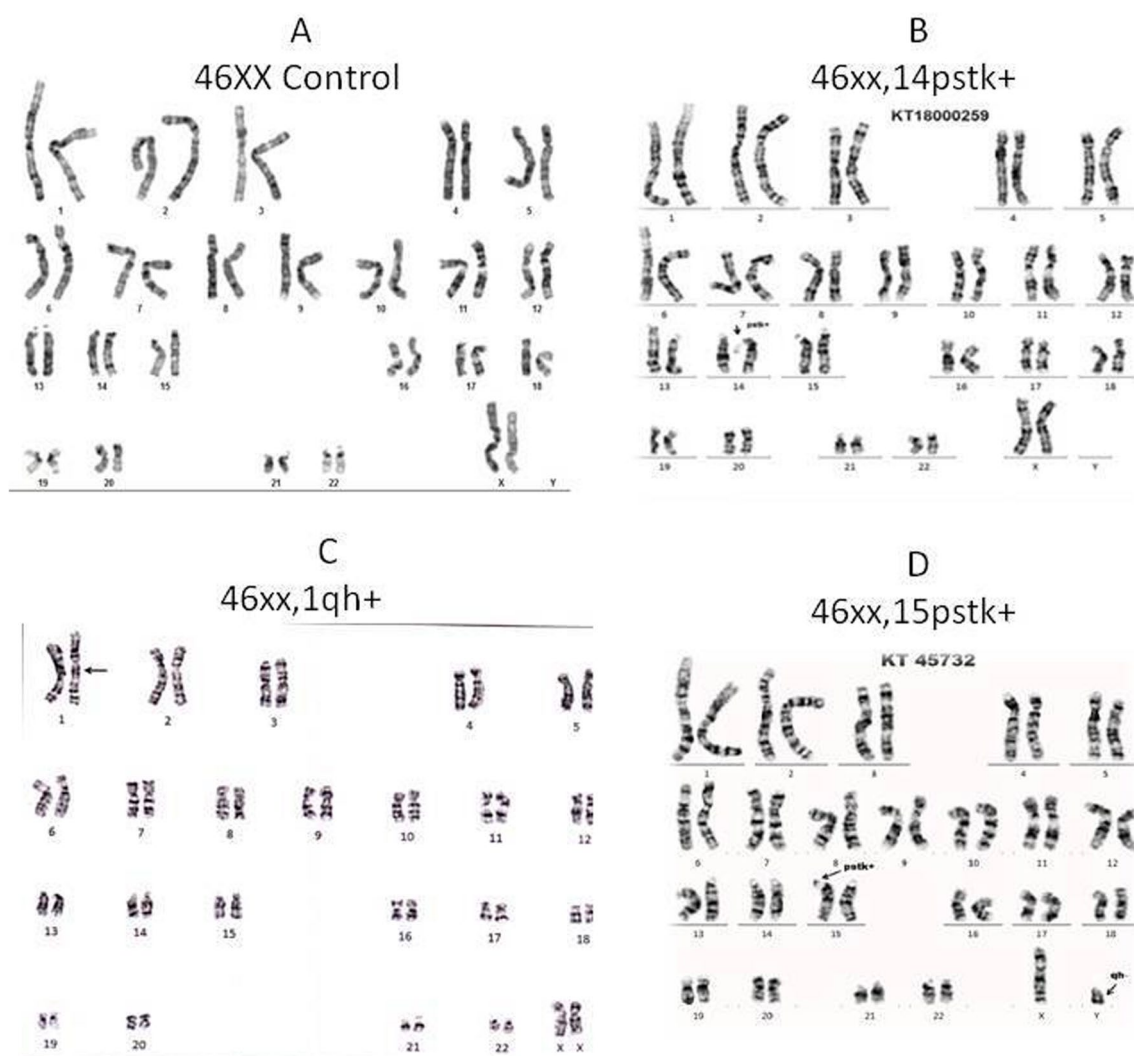 A
46XX Control
1 2 3 4 5
6 7 8 9 10 11 12
13 14 15 16 17 18
19 20 21 22 X Y
B
46xx,14pstk+
KT18000259
1 2 3 4 5
6 7 8 9 10 11 12
pstk+
13 14 15 16 17 18
19 20 21 22 X Y
C
46xx,1qh+
1 2 3 4 5
6 7 8 9 10 11 12
13 14 15 16 17 18
19 20 21 22 X X
D
46xx,15pstk+
KT 45732
1 2 3 4 5
6 7 8 9 10 11 12
pstk+
13 14 15 16 17 18
qh-
19 20 21 22 X Y